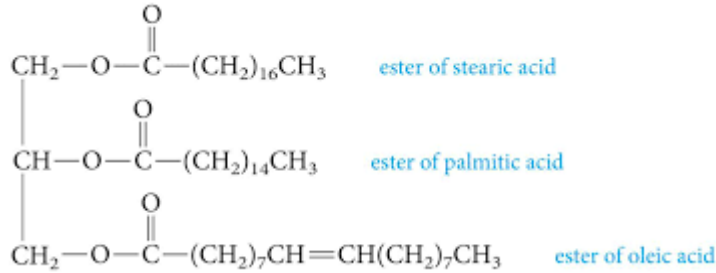 O
CH₂—O—C—(CH₂)₁₆CH₃ ester of stearic acid
O
CH—O—C—(CH₂)₁₄CH₃ ester of palmitic acid
O
CH₂—O—C—(CH₂)₇CH=CH(CH₂)₇CH₃ ester of oleic acid